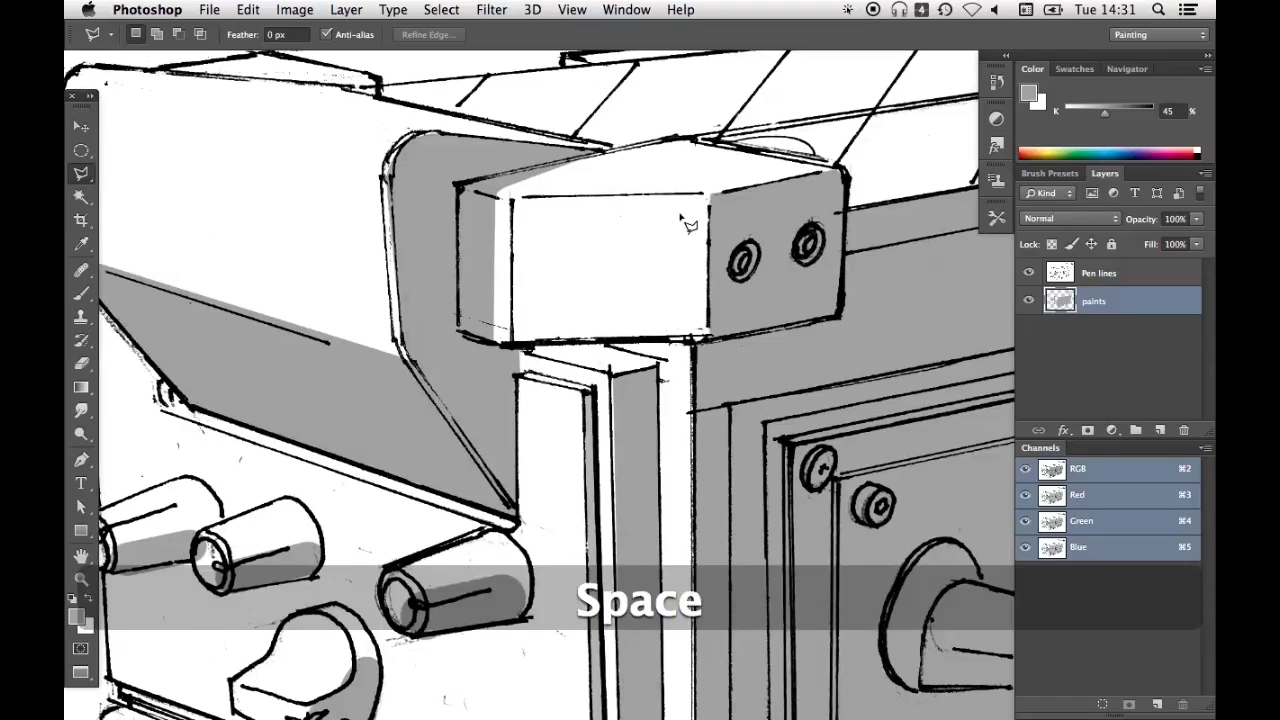 Photoshop File Edit Image Layer Type Select Filter 3D View Window Help 4 Tue 14:31
Feather: 0 px Anti-alias Refine Edge... Painting
Color Swatches Navigator
K 45 %
Brush Presets Layers
Kind
Normal Opacity: 100%
Lock: Fill: 100%
Pen lines
paints
Channels
RGB ⌘2
Red ⌘3
Green ⌘4
Blue ⌘5
Space